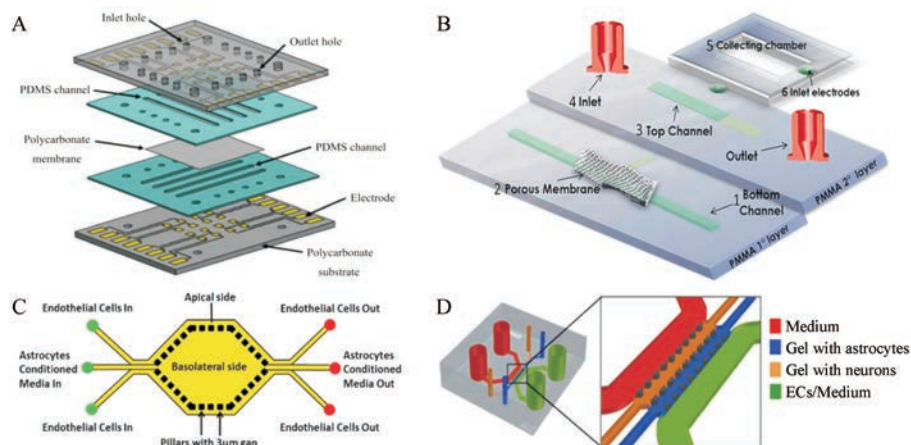 A
Inlet hole
Outlet hole
PDMS channel
Polycarbonate
membrane
PDMS channel
Electrode
Polycarbonate
substrate
B
5 Collecting chamber
6 Inlet electrodes
4 Inlet
3 Top Channel
Outlet
PMMA 2° layer
2 Porous Membrane
1 Bottom
Channel
PMMA 1° layer
C
Endothelial Cells In
Apical side
Endothelial Cells Out
Astrocytes
Conditioned
Media In
Basolateral side
Astrocytes
Conditioned
Media Out
Endothelial Cells In
Endothelial Cells Out
Pillars with 3um gap
D
Medium
Gel with astrocytes
Gel with neurons
ECs/Medium